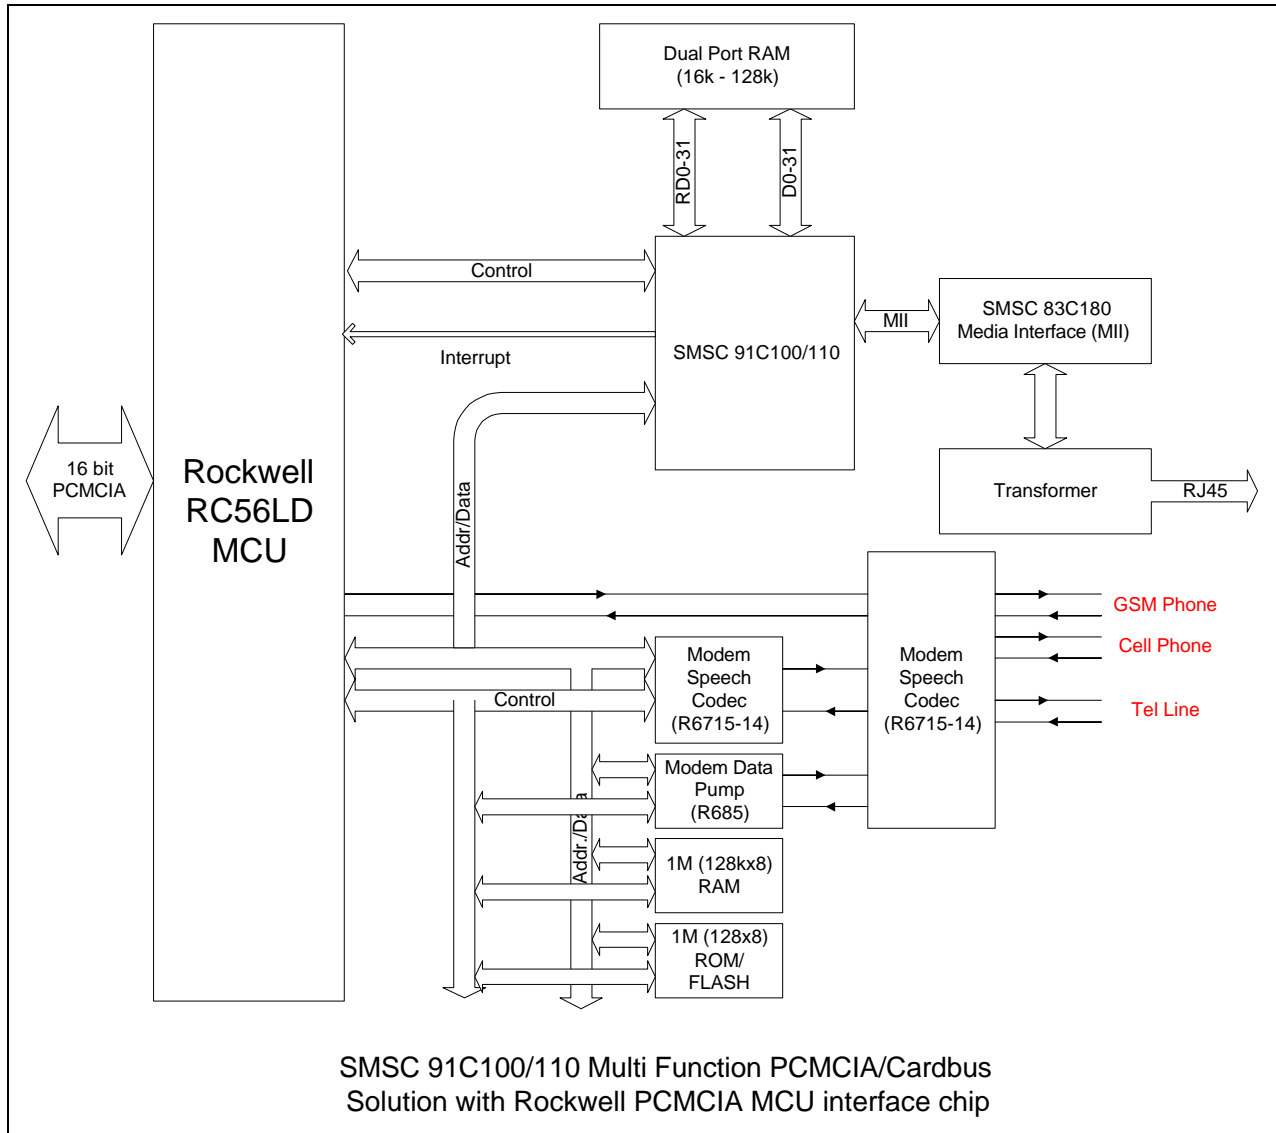 Dual Port RAM
(16k - 128k)
RD0-31
D0-31
Control
Interrupt
SMSC 91C100/110
MII
SMSC 83C180
Media Interface (MII)
16 bit
PCMCIA
Rockwell
RC56LD
MCU
Addr/Data
Transformer
RJ45
GSM Phone
Cell Phone
Tel Line
Modem
Speech
Codec
(R6715-14)
Modem
Speech
Codec
(R6715-14)
Control
Modem Data
Pump
(R685)
Addr./Data
1M (128kx8)
RAM
1M (128x8)
ROM/
FLASH
SMSC 91C100/110 Multi Function PCMCIA/Cardbus
Solution with Rockwell PCMCIA MCU interface chip